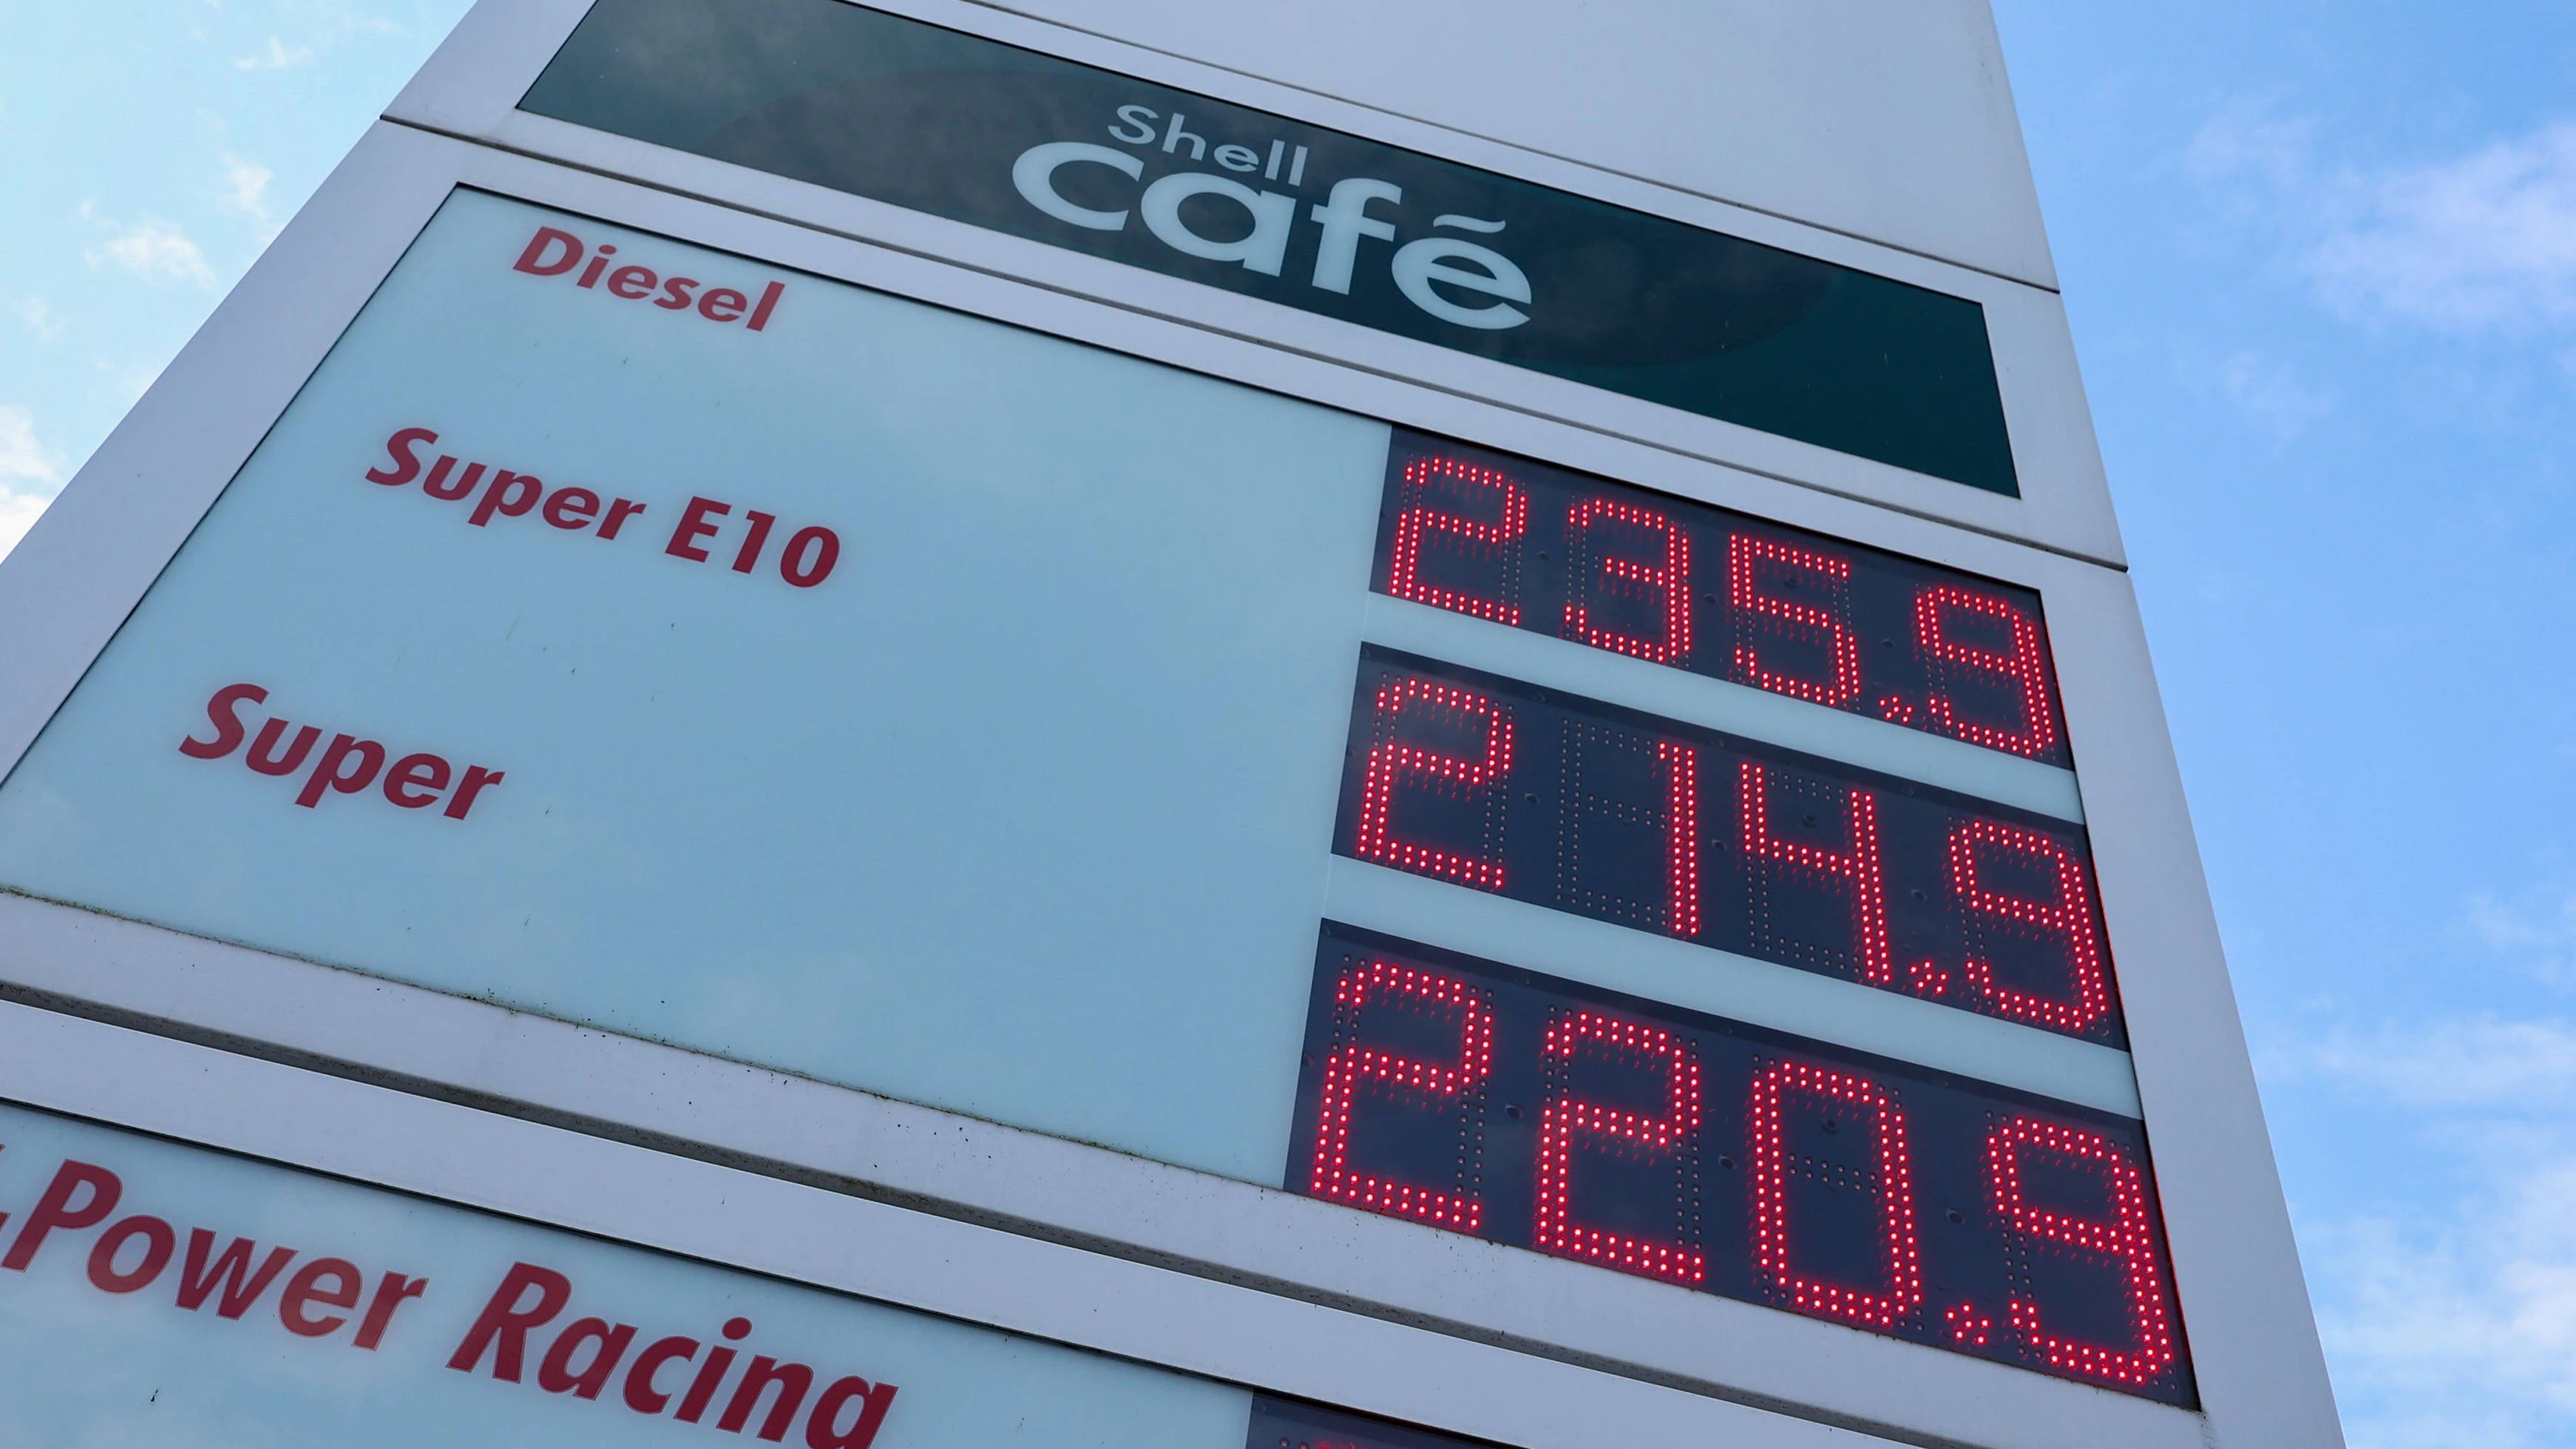 Shell
café
Diesel 235,9
Super E10 214,9
Super 220,9
Power Racing